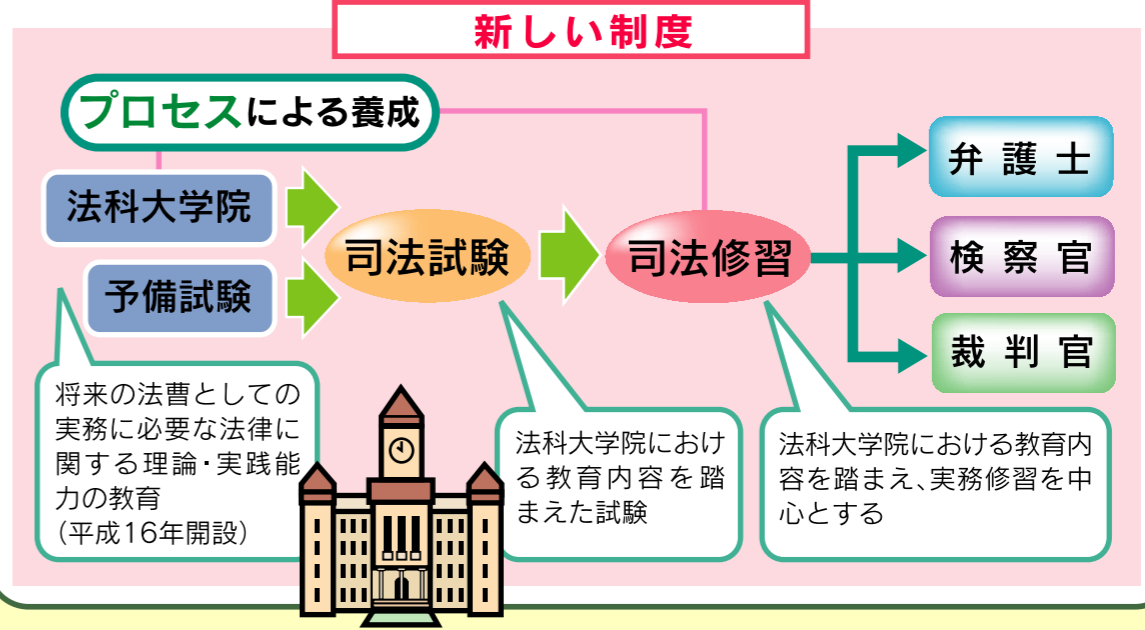 新しい制度
プロセスによる養成
法科大学院
予備試験
司法試験
司法修習
弁護士
検察官
裁判官
将来の法曹としての
実務に必要な法律に
関する理論・実践能
力の教育
（平成16年開設）
法科大学院におけ
る教育内容を踏
まえた試験
法科大学院における教育内
容を踏まえ、実務修習を中
心とする